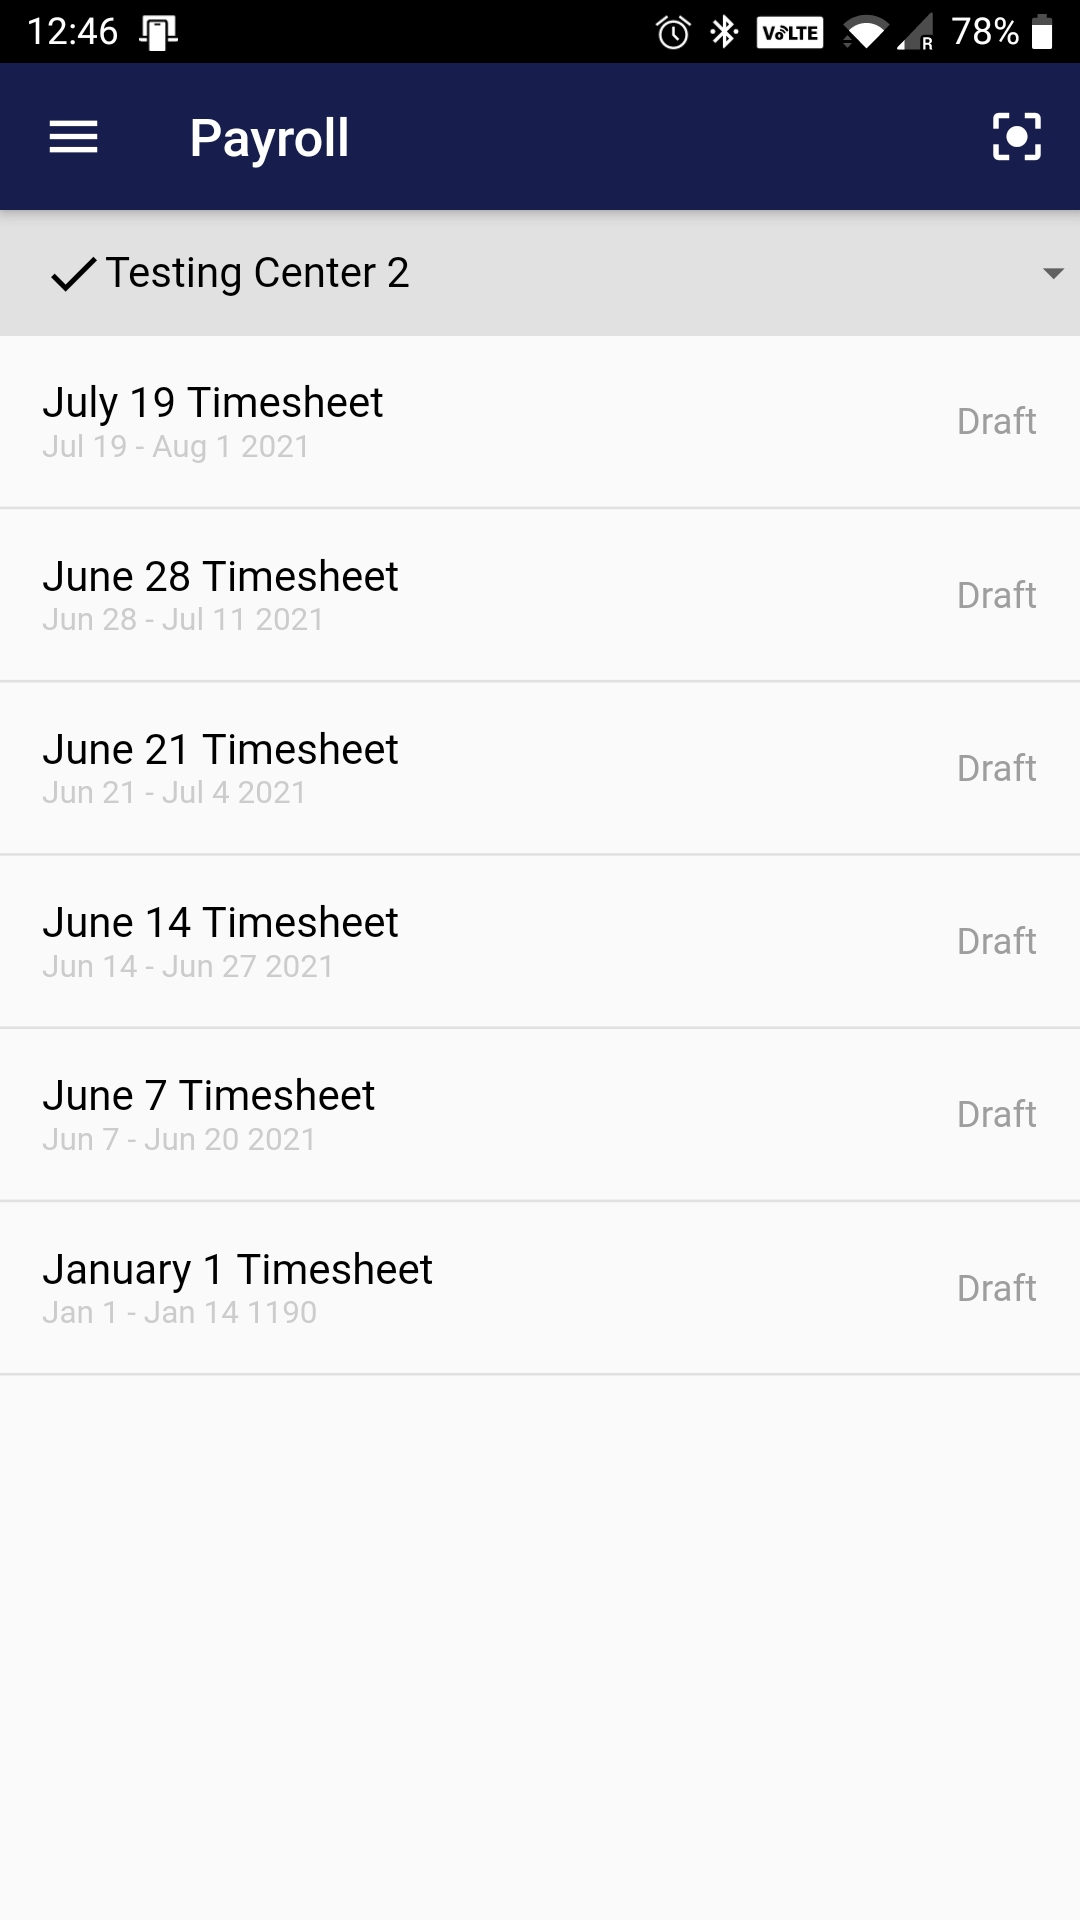 12:46 VoLTE R 78%
Payroll
Testing Center 2
July 19 Timesheet
Draft
Jul 19 - Aug 1 2021
June 28 Timesheet
Draft
Jun 28 - Jul 11 2021
June 21 Timesheet
Draft
Jun 21 - Jul 4 2021
June 14 Timesheet
Draft
Jun 14 - Jun 27 2021
June 7 Timesheet
Draft
Jun 7 - Jun 20 2021
January 1 Timesheet
Draft
Jan 1 - Jan 14 1190